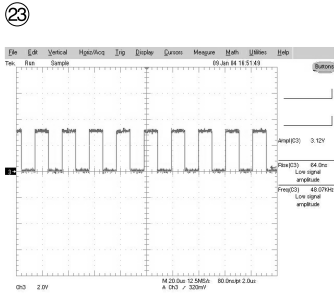 23
File Edit Vertical Horiz/Acq Trig Display Cursors Measure Math Utilities Help
Tek Run Sample 09 Jan 04 16:51:49
Buttons
Ampl(C3) 3.12V
Rise(C3) 64.0ns
Low signal
amplitude
Freq(C3) 48.07KHz
Low signal
amplitude
3
Ch3 2.0V
M 20.0us 12.5MS/s 80.0ns/pt 2.0us
A Ch3 / 320mV